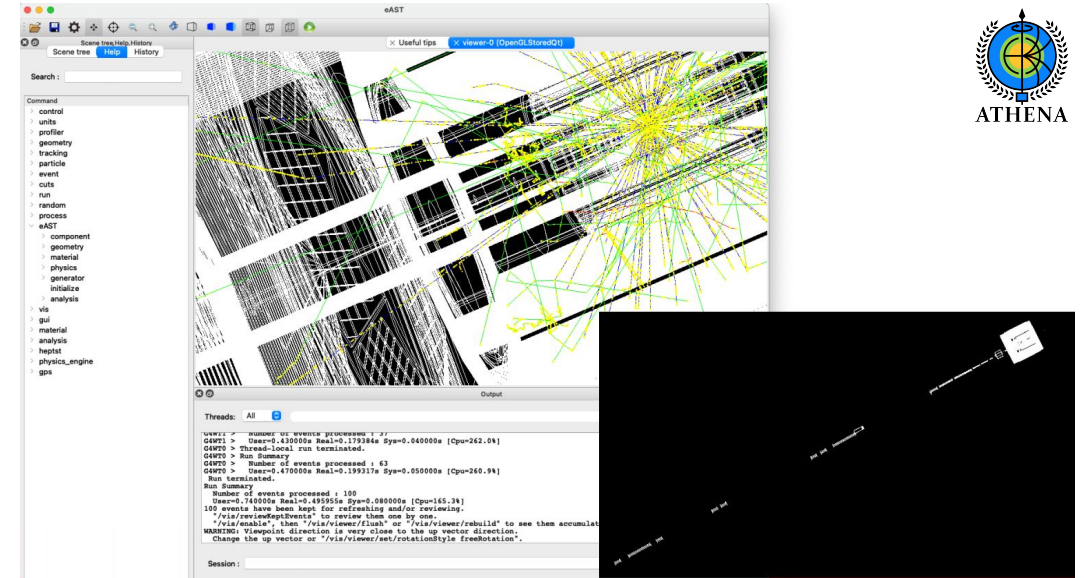 eAST
Scene tree,Help,History
Scene tree Help History
Search :
Command
control
units
profiler
geometry
tracking
particle
event
cuts
run
random
process
eAST
component
geometry
material
physics
generator
initialize
analysis
vis
gui
material
analysis
heptst
physics_engine
gps
× Useful tips × viewer-0 (OpenGLStoredQt)
Output
Threads: All
G4WT1 > Number of events processed : 37
G4WT1 > User=0.430000s Real=0.179384s Sys=0.040000s [Cpu=262.0%]
G4WT0 > Thread-local run terminated.
G4WT0 > Run Summary
G4WT0 > Number of events processed : 63
G4WT0 > User=0.470000s Real=0.199317s Sys=0.050000s [Cpu=260.9%]
Run terminated.
Run Summary
Number of events processed : 100
User=0.740000s Real=0.495955s Sys=0.080000s [Cpu=165.3%]
100 events have been kept for refreshing and/or reviewing.
"/vis/reviewKeptEvents" to review them one by one.
"/vis/enable", then "/vis/viewer/flush" or "/vis/viewer/rebuild" to see them accumulat
WARNING: Viewpoint direction is very close to the up vector direction.
Change the up vector or "/vis/viewer/set/rotationStyle freeRotation".
Session :
ATHENA